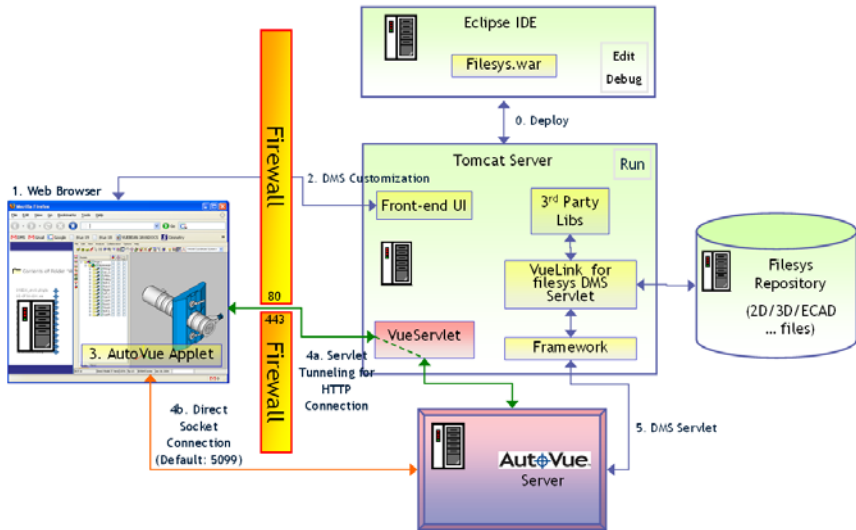 Eclipse IDE
Filesys.war
Edit
Debug
0. Deploy
Firewall
80
443
Firewall
2. DMS Customization
Tomcat Server
Run
Front-end UI
3rd Party
Libs
VueLink for
filesys DMS
Servlet
VueServlet
Framework
Filesys
Repository
(2D/3D/ECAD
... files)
1. Web Browser
Mozilla Firefox
3. AutoVue Applet
4a. Servlet
Tunneling for
HTTP
Connection
4b. Direct
Socket
Connection
(Default: 5099)
5. DMS Servlet
AutoVue
Server